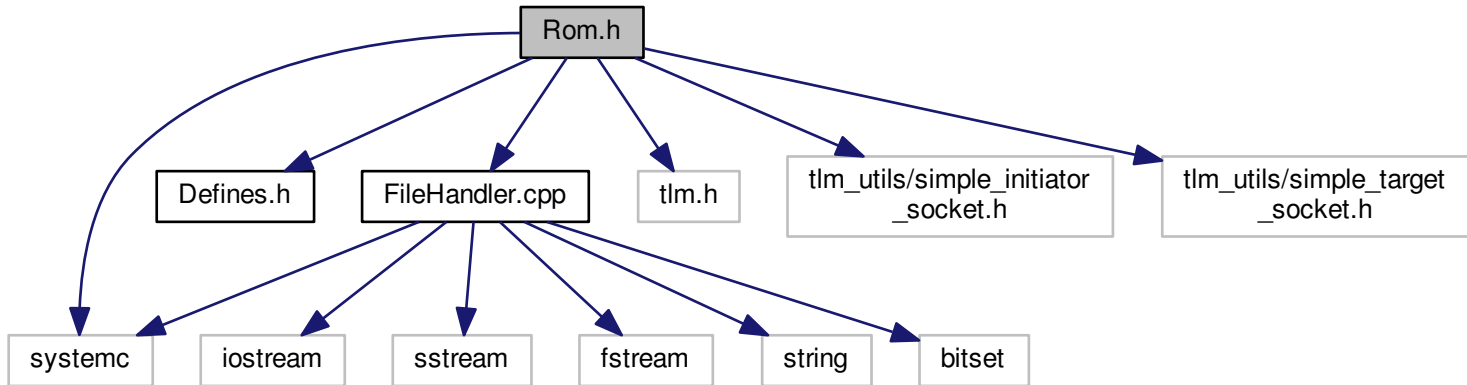 Rom.h
Defines.h
FileHandler.cpp
tlm.h
tlm_utils/simple_initiator
_socket.h
tlm_utils/simple_target
_socket.h
systemc
iostream
sstream
fstream
string
bitset